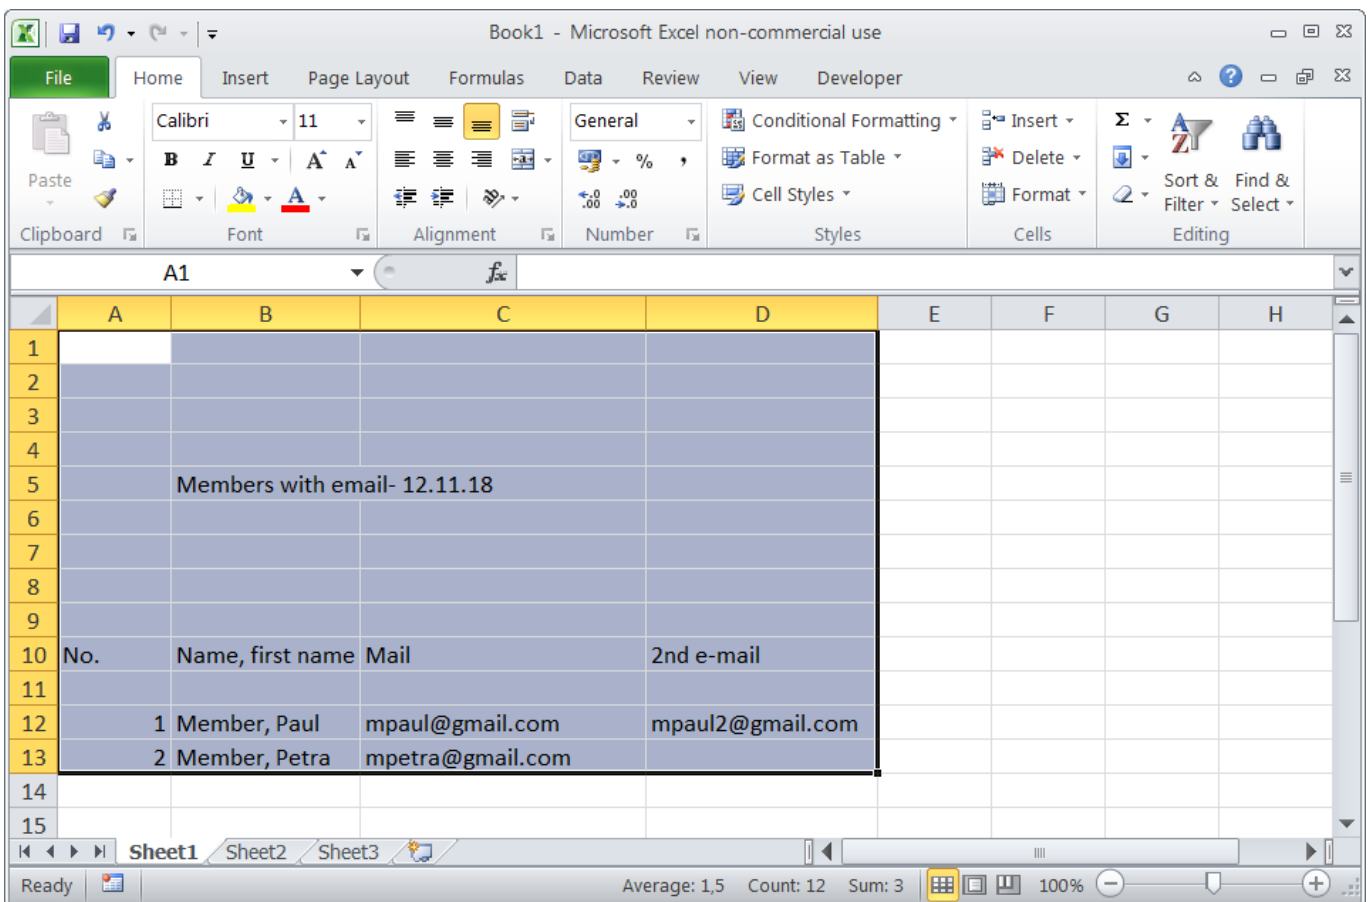 Book1 - Microsoft Excel non-commercial use
File Home Insert Page Layout Formulas Data Review View Developer
Calibri 11 General Conditional Formatting Insert Σ
B I U A A % , Format as Table Delete
Paste A Cell Styles Format Sort & Filter Find & Select
Clipboard Font Alignment Number Styles Cells Editing
A1 fx
A B C D E F G H
1
2
3
4
5 Members with email- 12.11.18
6
7
8
9
10 No. Name, first name Mail 2nd e-mail
11
12 1 Member, Paul mpaul@gmail.com mpaul2@gmail.com
13 2 Member, Petra mpetra@gmail.com
14
15
Sheet1 Sheet2 Sheet3
Ready Average: 1,5 Count: 12 Sum: 3 100%